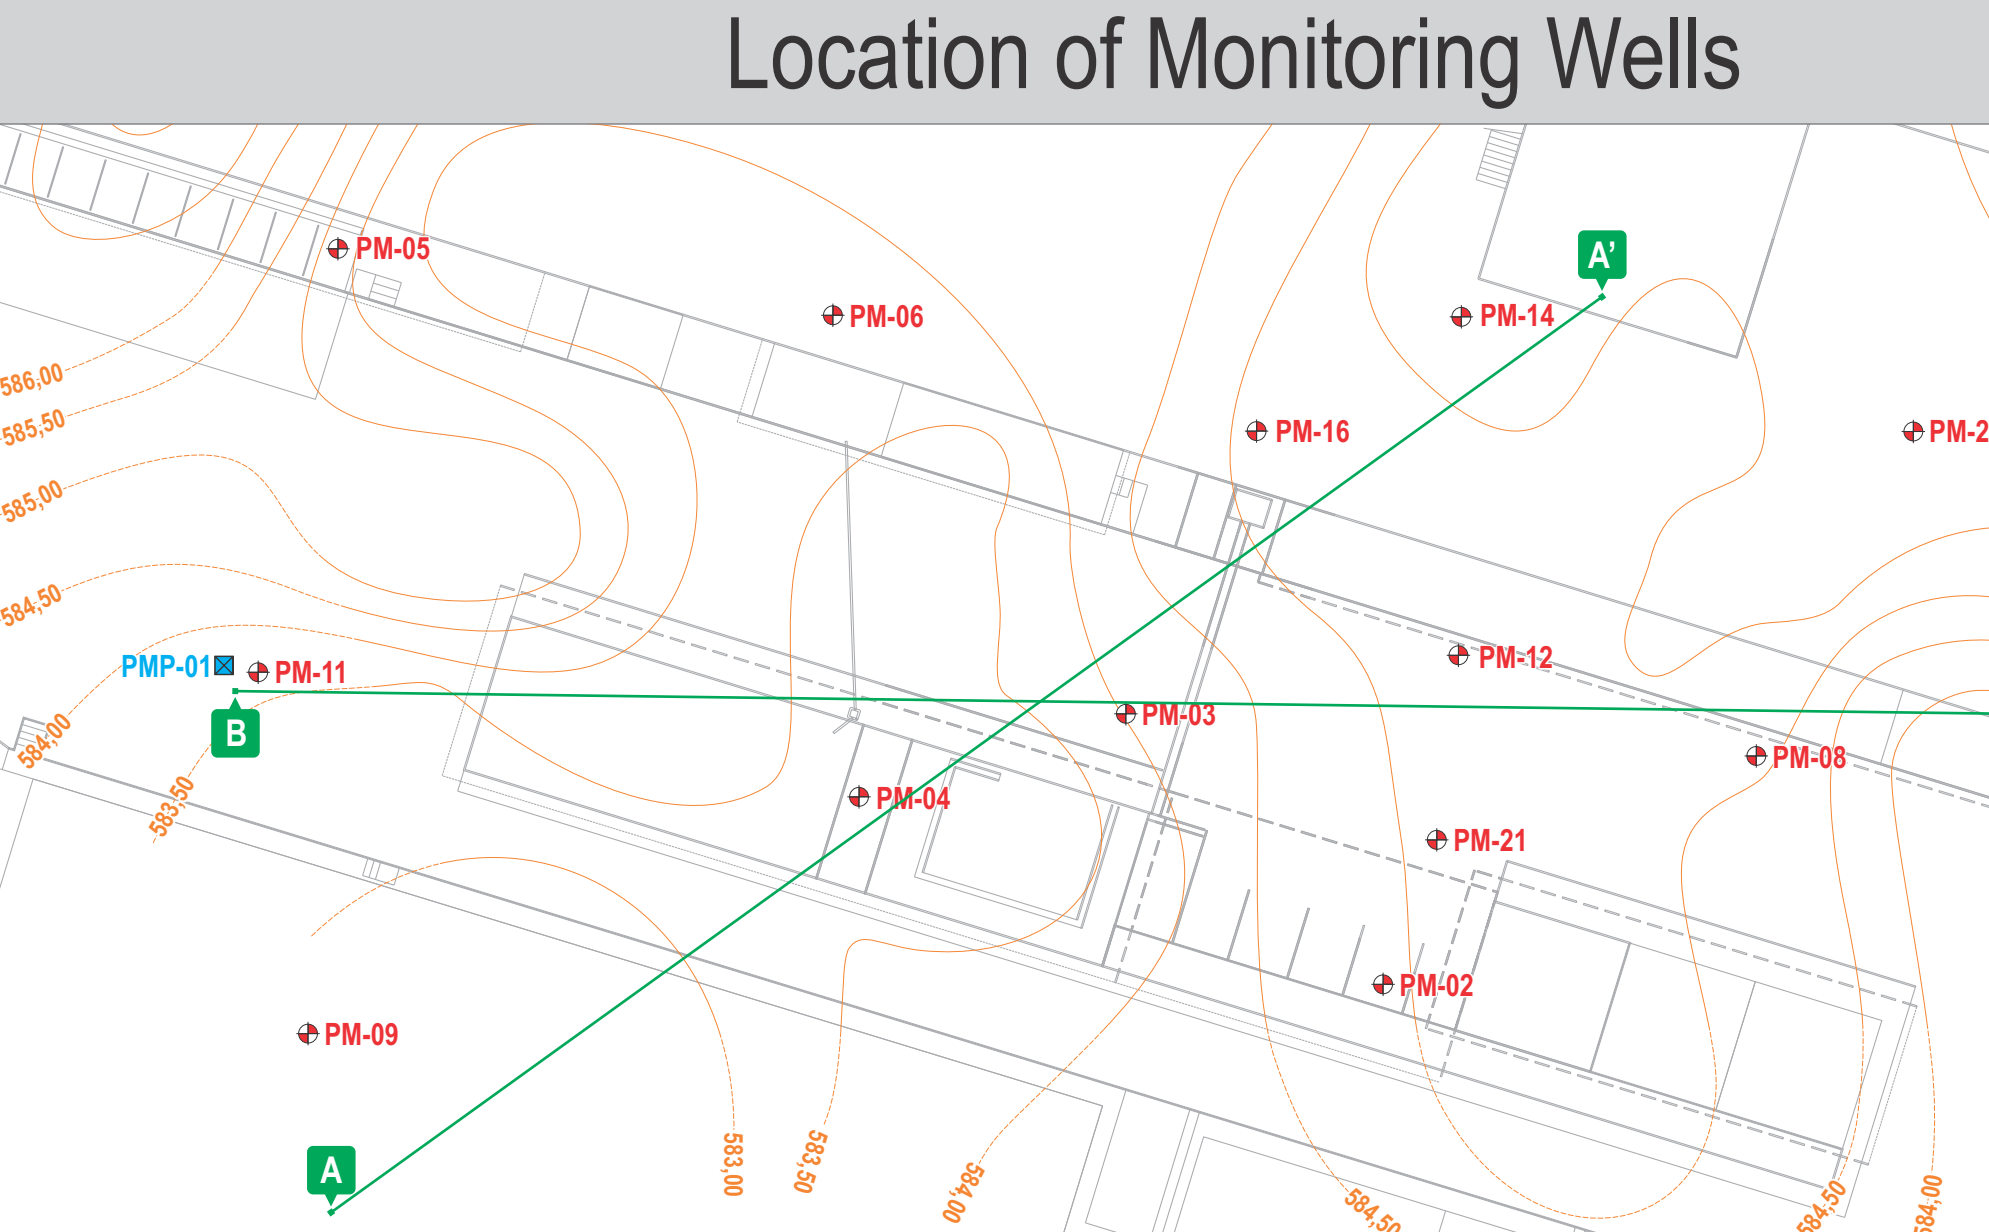 Location of Monitoring Wells
PM-05
A’
PM-06
PM-14
586,00
585,50
PM-16
PM-2
585,00
584,50
PMP-01
PM-11
PM-12
B
PM-03
584,00
PM-08
583,50
PM-04
PM-21
PM-02
PM-09
A
583,00
583,50
584,00
584,50
584,50
584,00